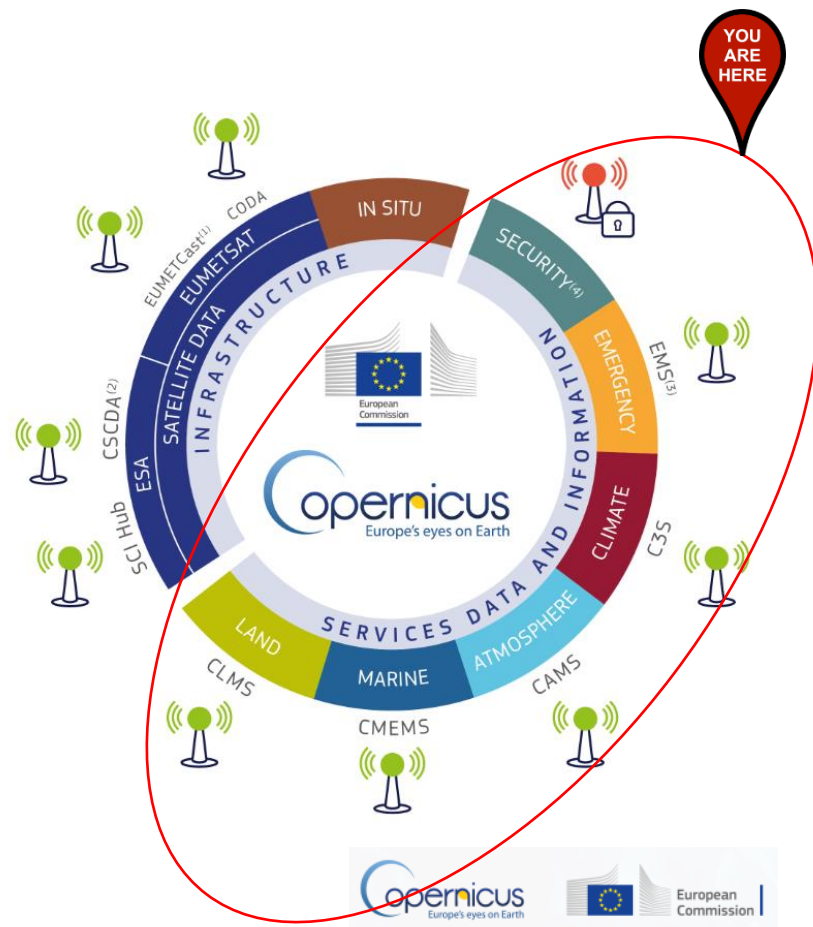 YOU
ARE
HERE
CODA
IN SITU
EUMETCast(1)
EUMETSAT
SECURITY(4)
SATELLITE DATA
INFRASTRUCTURE
EMERGENCY
EMS(3)
European
Commission
CSCDA(2)
ESA
SCI Hub
Copernicus
Europe's eyes on Earth
CLIMATE
C3S
SERVICES DATA AND INFORMATION
LAND
CLMS
MARINE
CMEMS
ATMOSPHERE
CAMS
Copernicus
Europe's eyes on Earth
European
Commission